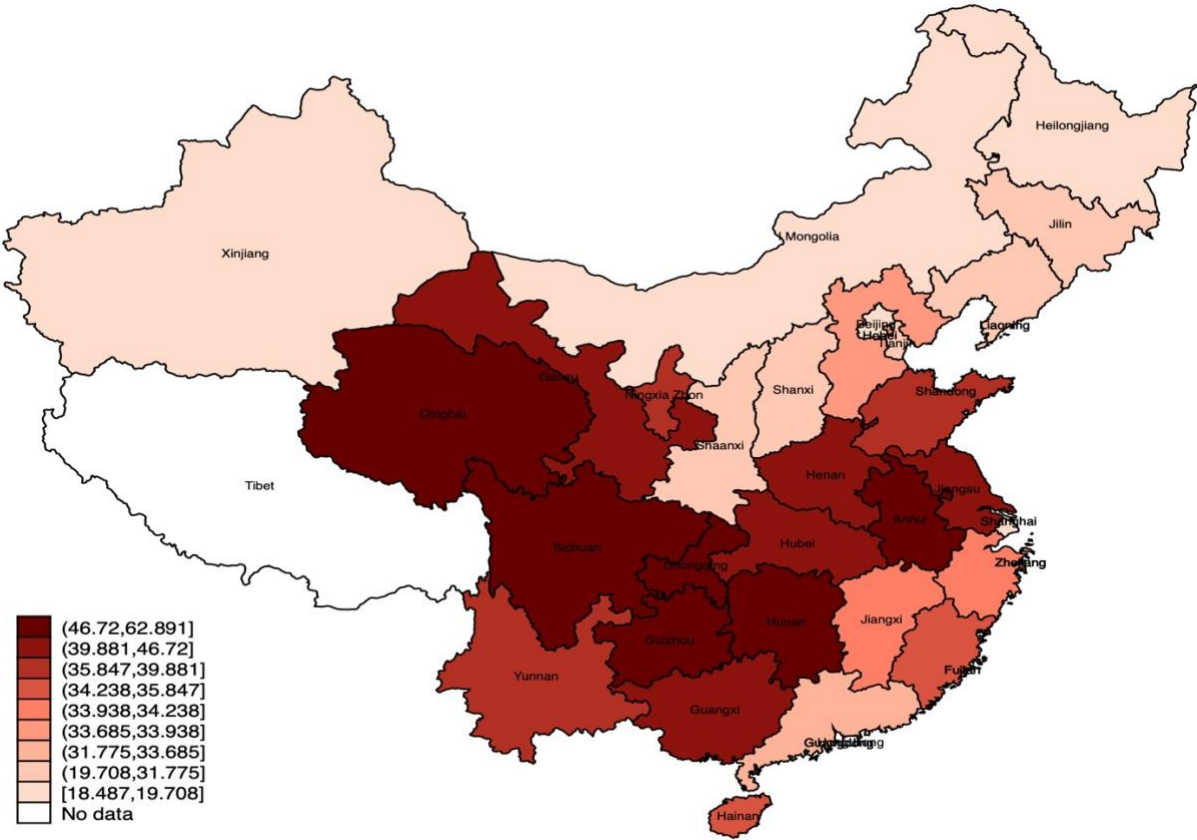 Heilongjiang
Jilin
Mongolia
Xinjiang
Beijing
Hebei
Liaoning
Tianjin
Gansu
Shanxi
Ningxia Zhon
Shandong
Qinghai
Shaanxi
Henan
Tibet
Jiangsu
Anhui
Shanghai
Hubei
Sichuan
Chongqing
Zhejiang
Jiangxi
Hunan
Guizhou
Fujian
Yunnan
Guangxi
Hainan
(46.72,62.891]
(39.881,46.72]
(35.847,39.881]
(34.238,35.847]
(33.938,34.238]
(33.685,33.938]
(31.775,33.685]
(19.708,31.775]
[18.487,19.708]
No data